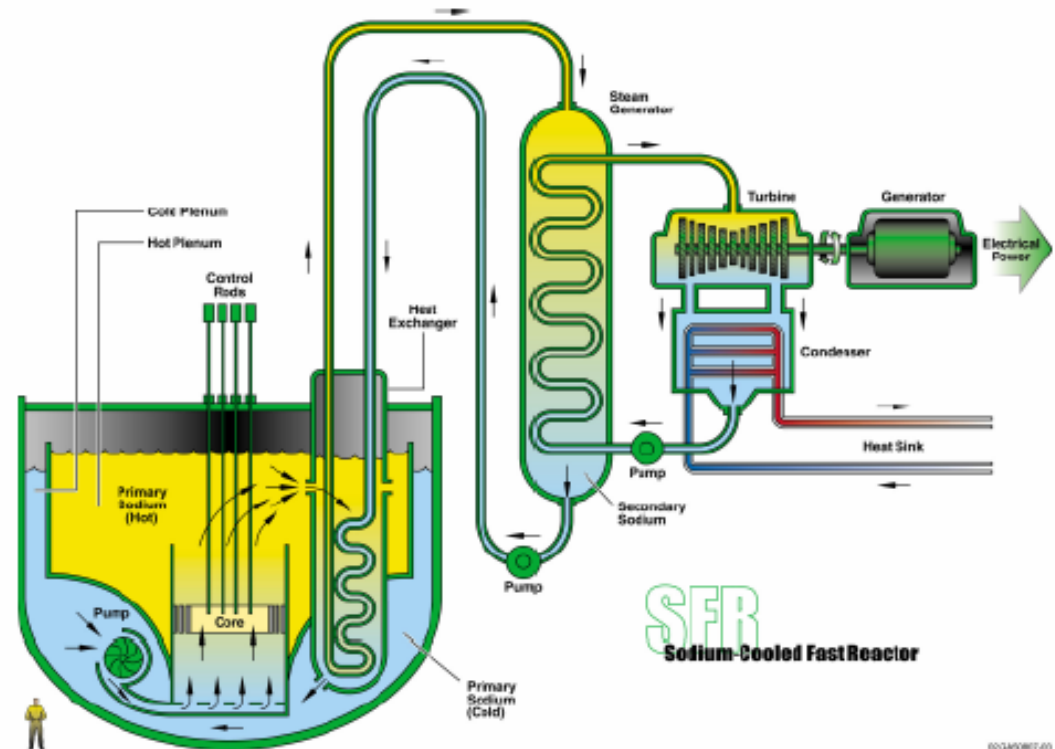 Steam
Generator
Turbine
Generator
Electrical
Power
Cold Plenum
Hot Plenum
Control
Rods
Heat
Exchanger
Condenser
Heat Sink
Pump
Primary
Sodium
(Hot)
Secondary
Sodium
Pump
Pump
Core
SFR
Sodium-Cooled Fast Reactor
Primary
Sodium
(Cold)